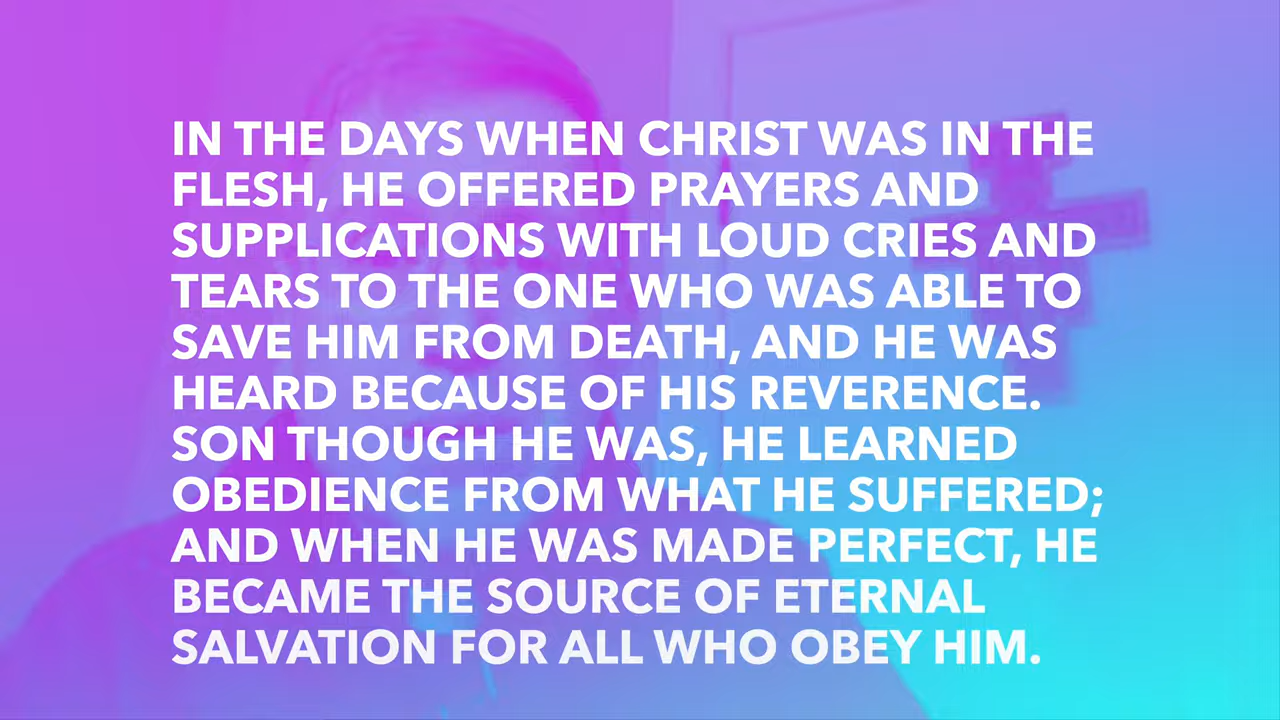 IN THE DAYS WHEN CHRIST WAS IN THE
FLESH, HE OFFERED PRAYERS AND
SUPPLICATIONS WITH LOUD CRIES AND
TEARS TO THE ONE WHO WAS ABLE TO
SAVE HIM FROM DEATH, AND HE WAS
HEARD BECAUSE OF HIS REVERENCE.
SON THOUGH HE WAS, HE LEARNED
OBEDIENCE FROM WHAT HE SUFFERED;
AND WHEN HE WAS MADE PERFECT, HE
BECAME THE SOURCE OF ETERNAL
SALVATION FOR ALL WHO OBEY HIM.